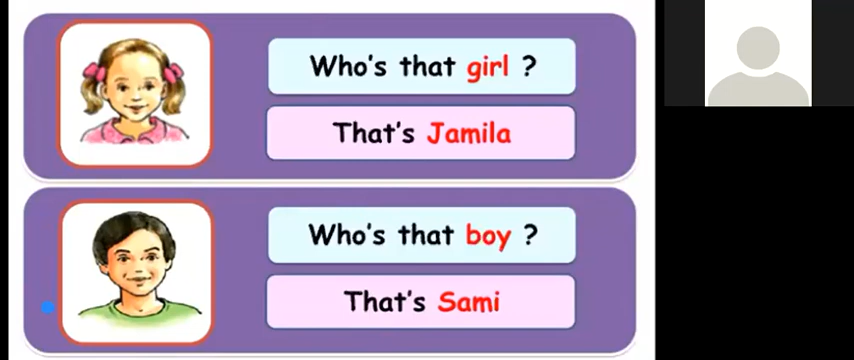 Who's that girl ?
That's Jamila
Who's that boy ?
That's Sami